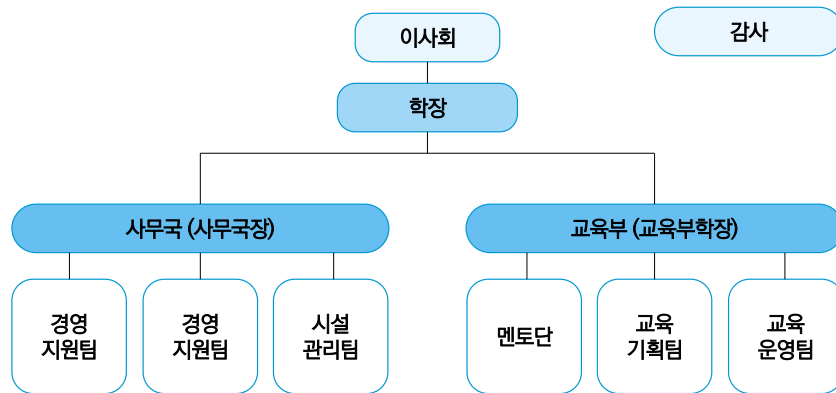 이사회
감사
학장
사무국 (사무국장)
교육부 (교육부학장)
경영
지원팀
경영
지원팀
시설
관리팀
멘토단
교육
기획팀
교육
운영팀